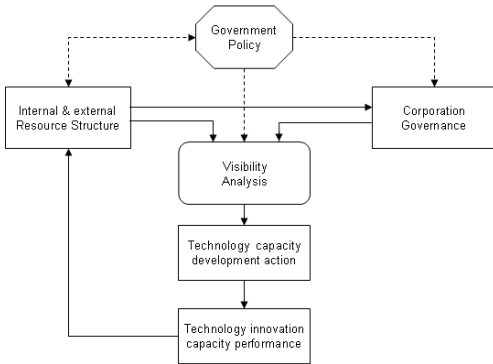 Government
Policy
Internal & external
Resource Structure
Corporation
Governance
Visibility
Analysis
Technology capacity
development action
Technology innovation
capacity performance